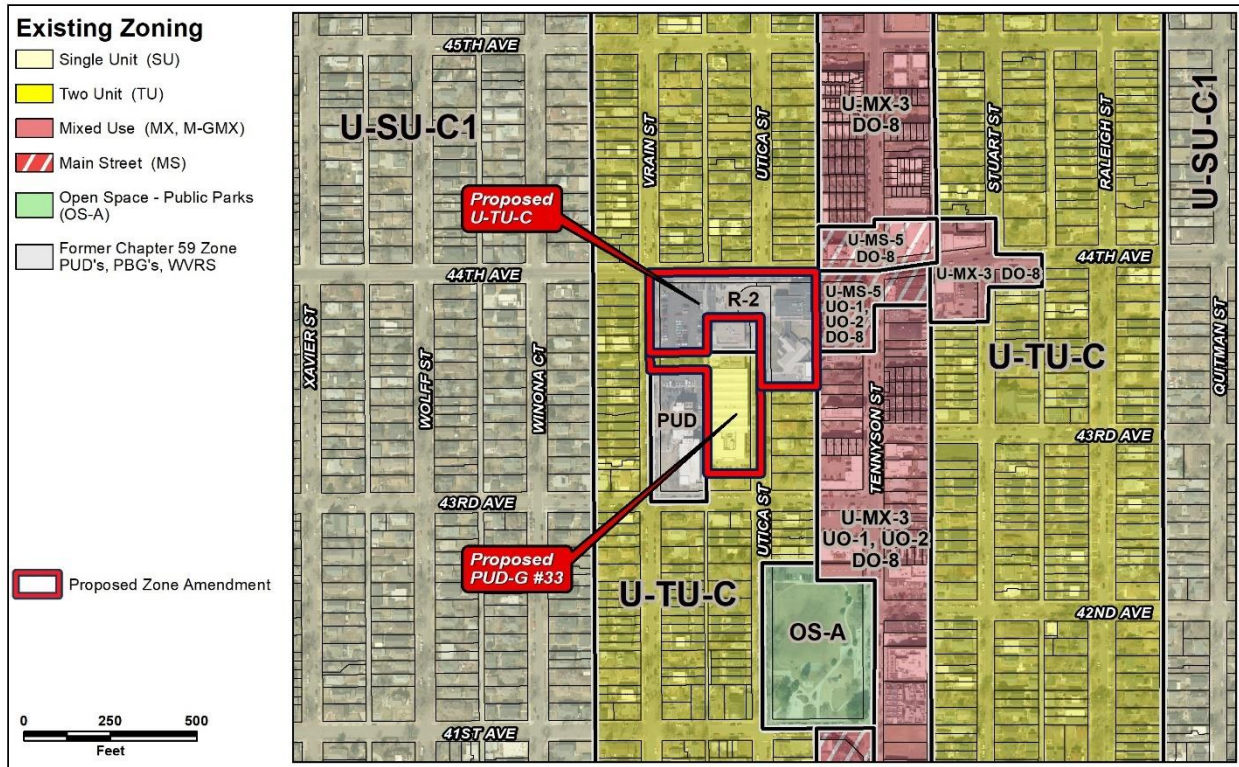 Existing Zoning
Single Unit (SU)
Two Unit (TU)
Mixed Use (MX, M-GMX)
Main Street (MS)
Open Space - Public Parks
(OS-A)
Former Chapter 59 Zone
PUD's, PBG's, WVRS
Proposed Zone Amendment
0 250 500
Feet
45TH AVE
U-SU-C1
VRAIN ST
UTICA ST
U-MX-3
DO-8
STUART ST
RALEIGH ST
U-SU-C1
Proposed
U-TU-C
44TH AVE
U-MS-5
DO-8
44TH AVE
U-MX-3
DO-8
R-2
U-MS-5
UO-1,
UO-2
DO-8
XAVIER ST
WOLFF ST
WINONA CT
U-TU-C
QUITMAN ST
PUD
TENNYSON ST
43RD AVE
43RD AVE
UTICA ST
U-MX-3
UO-1, UO-2
DO-8
Proposed
PUD-G #33
U-TU-C
OS-A
42ND AVE
41ST AVE